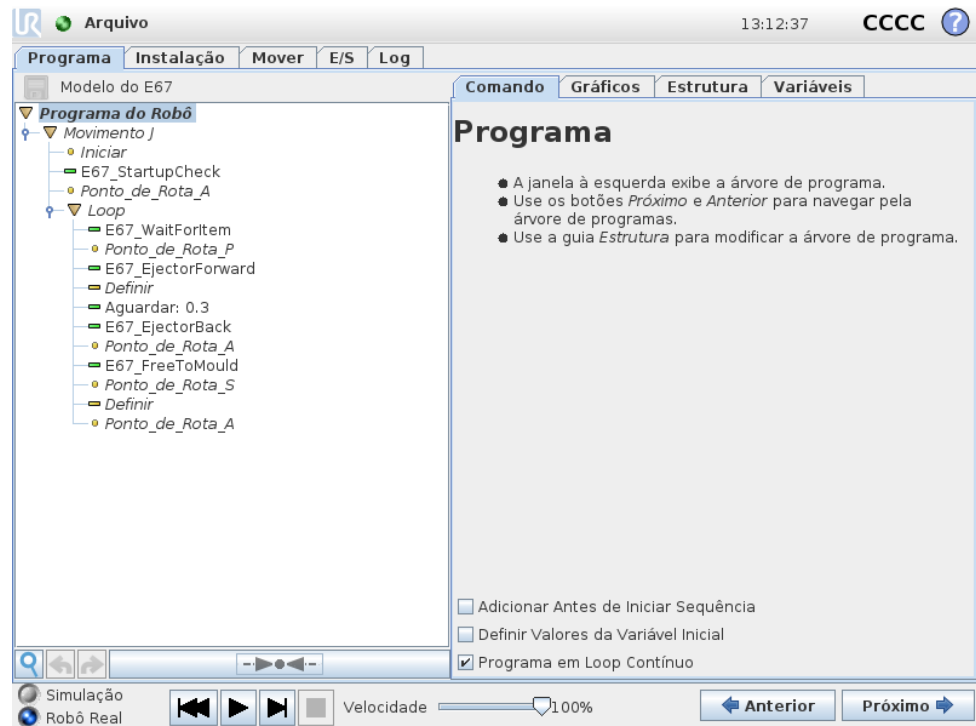 UR Arquivo 13:12:37 CCCC ?
Programa Instalação Mover E/S Log
Modelo do E67
Comando Gráficos Estrutura Variáveis
Programa do Robô
Movimento J
Iniciar
E67_StartupCheck
Ponto_de_Rota_A
Loop
E67_WaitForItem
Ponto_de_Rota_P
E67_EjectorForward
Definir
Aguardar: 0.3
E67_EjectorBack
Ponto_de_Rota_A
E67_FreeToMould
Ponto_de_Rota_S
Definir
Ponto_de_Rota_A
Programa
A janela à esquerda exibe a árvore de programa.
Use os botões Próximo e Anterior para navegar pela
árvore de programas.
Use a guia Estrutura para modificar a árvore de programa.
Adicionar Antes de Iniciar Sequência
Definir Valores da Variável Inicial
Programa em Loop Contínuo
Simulação
Robô Real
Velocidade 100%
Anterior Próximo